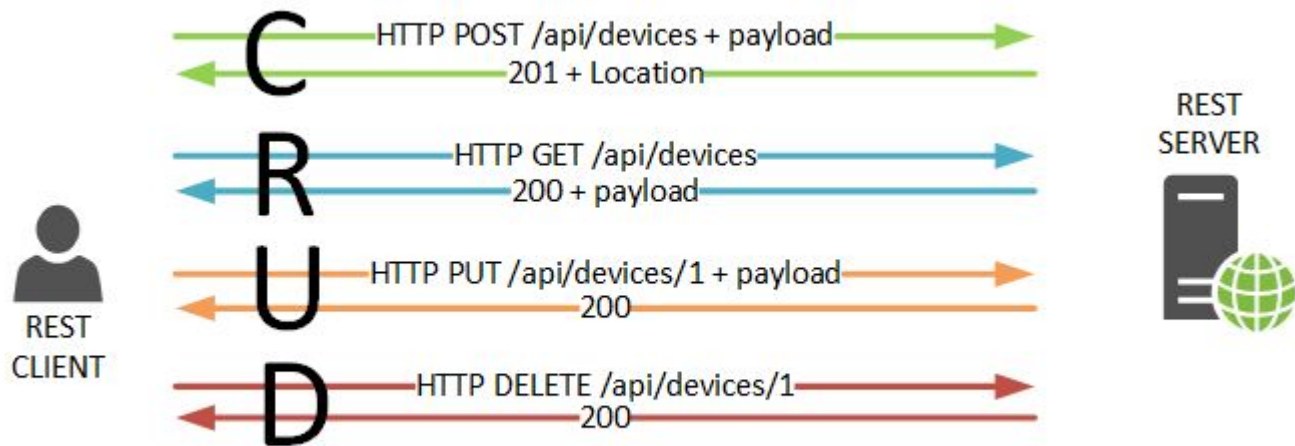 C
HTTP POST /api/devices + payload
201 + Location
R
HTTP GET /api/devices
200 + payload
U
HTTP PUT /api/devices/1 + payload
200
D
HTTP DELETE /api/devices/1
200
REST
CLIENT
REST
SERVER